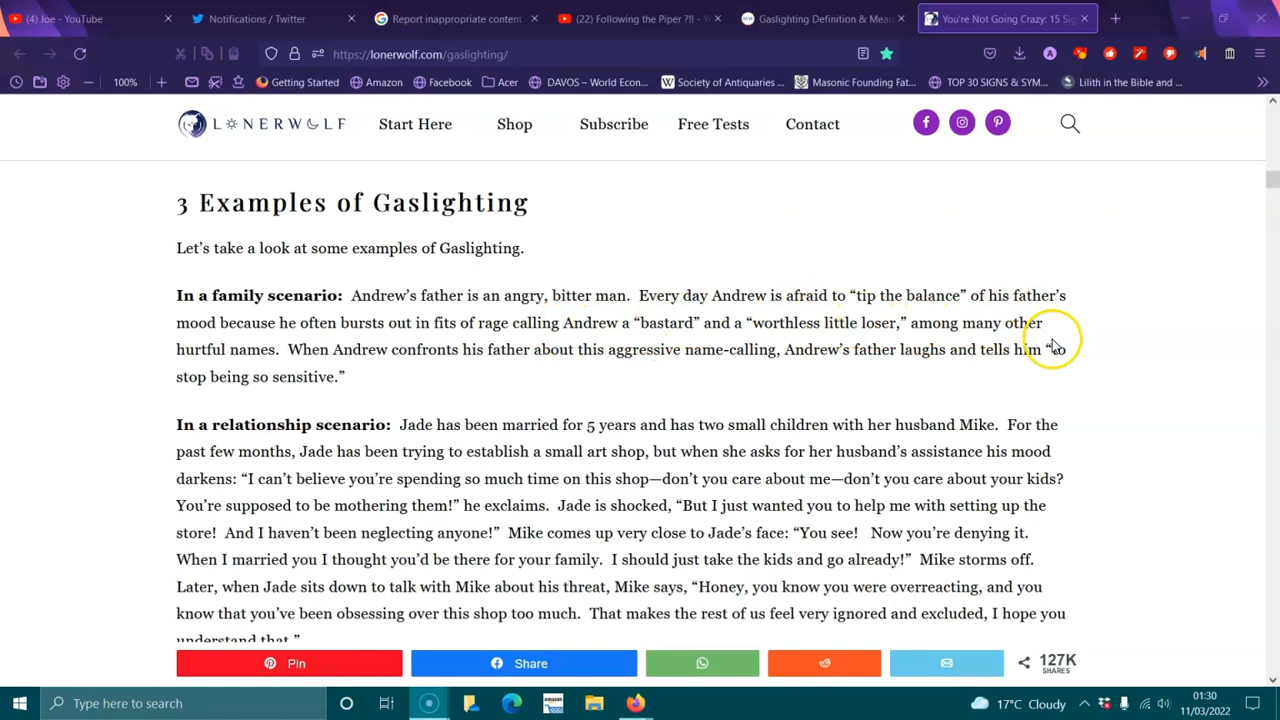 Joe - YouTube
Notifications / Twitter
Report inappropriate content
(22) Following the Piper ?!! -
Gaslighting Definition & Mean
You're Not Going Crazy: 15 Sig
https://lonerwolf.com/gaslighting/
100%
Getting Started
Amazon
Facebook
Acer
DAVOS – World Econ...
Society of Antiquaries ...
Masonic Founding Fat...
TOP 30 SIGNS & SYM...
Lilith in the Bible and ...
LONERWOLF
Start Here
Shop
Subscribe
Free Tests
Contact
3 Examples of Gaslighting
Let's take a look at some examples of Gaslighting.
In a family scenario: Andrew's father is an angry, bitter man. Every day Andrew is afraid to “tip the balance” of his father's
mood because he often bursts out in fits of rage calling Andrew a “bastard” and a “worthless little loser,” among many other
hurtful names. When Andrew confronts his father about this aggressive name-calling, Andrew's father laughs and tells him “to
stop being so sensitive.”
In a relationship scenario: Jade has been married for 5 years and has two small children with her husband Mike. For the
past few months, Jade has been trying to establish a small art shop, but when she asks for her husband's assistance his mood
darkens: “I can't believe you're spending so much time on this shop—don't you care about me—don't you care about your kids?
You're supposed to be mothering them!” he exclaims. Jade is shocked, “But I just wanted you to help me with setting up the
store! And I haven't been neglecting anyone!” Mike comes up very close to Jade's face: “You see! Now you're denying it.
When I married you I thought you'd be there for your family. I should just take the kids and go already!” Mike storms off.
Later, when Jade sits down to talk with Mike about his threat, Mike says, “Honey, you know you were overreacting, and you
know that you've been obsessing over this shop too much. That makes the rest of us feel very ignored and excluded, I hope you
understand that.”
Pin
Share
127K
SHARES
Type here to search
17°C Cloudy
01:30
11/03/2022